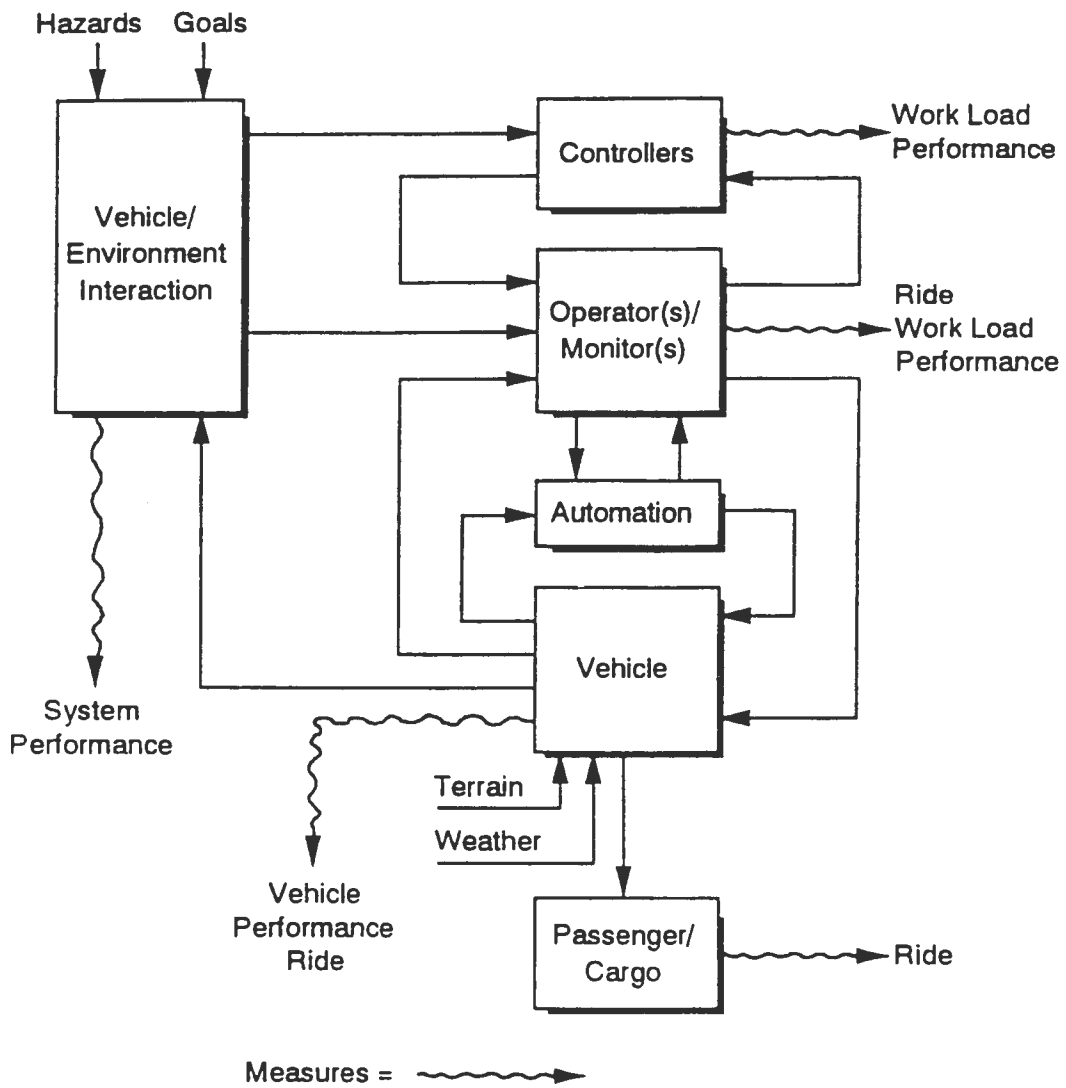 Hazards Goals
Controllers
Work Load
Performance
Vehicle/
Environment
Interaction
Operator(s)/
Monitor(s)
Ride
Work Load
Performance
Automation
Vehicle
System
Performance
Terrain
Weather
Vehicle
Performance
Ride
Passenger/
Cargo
Ride
Measures =